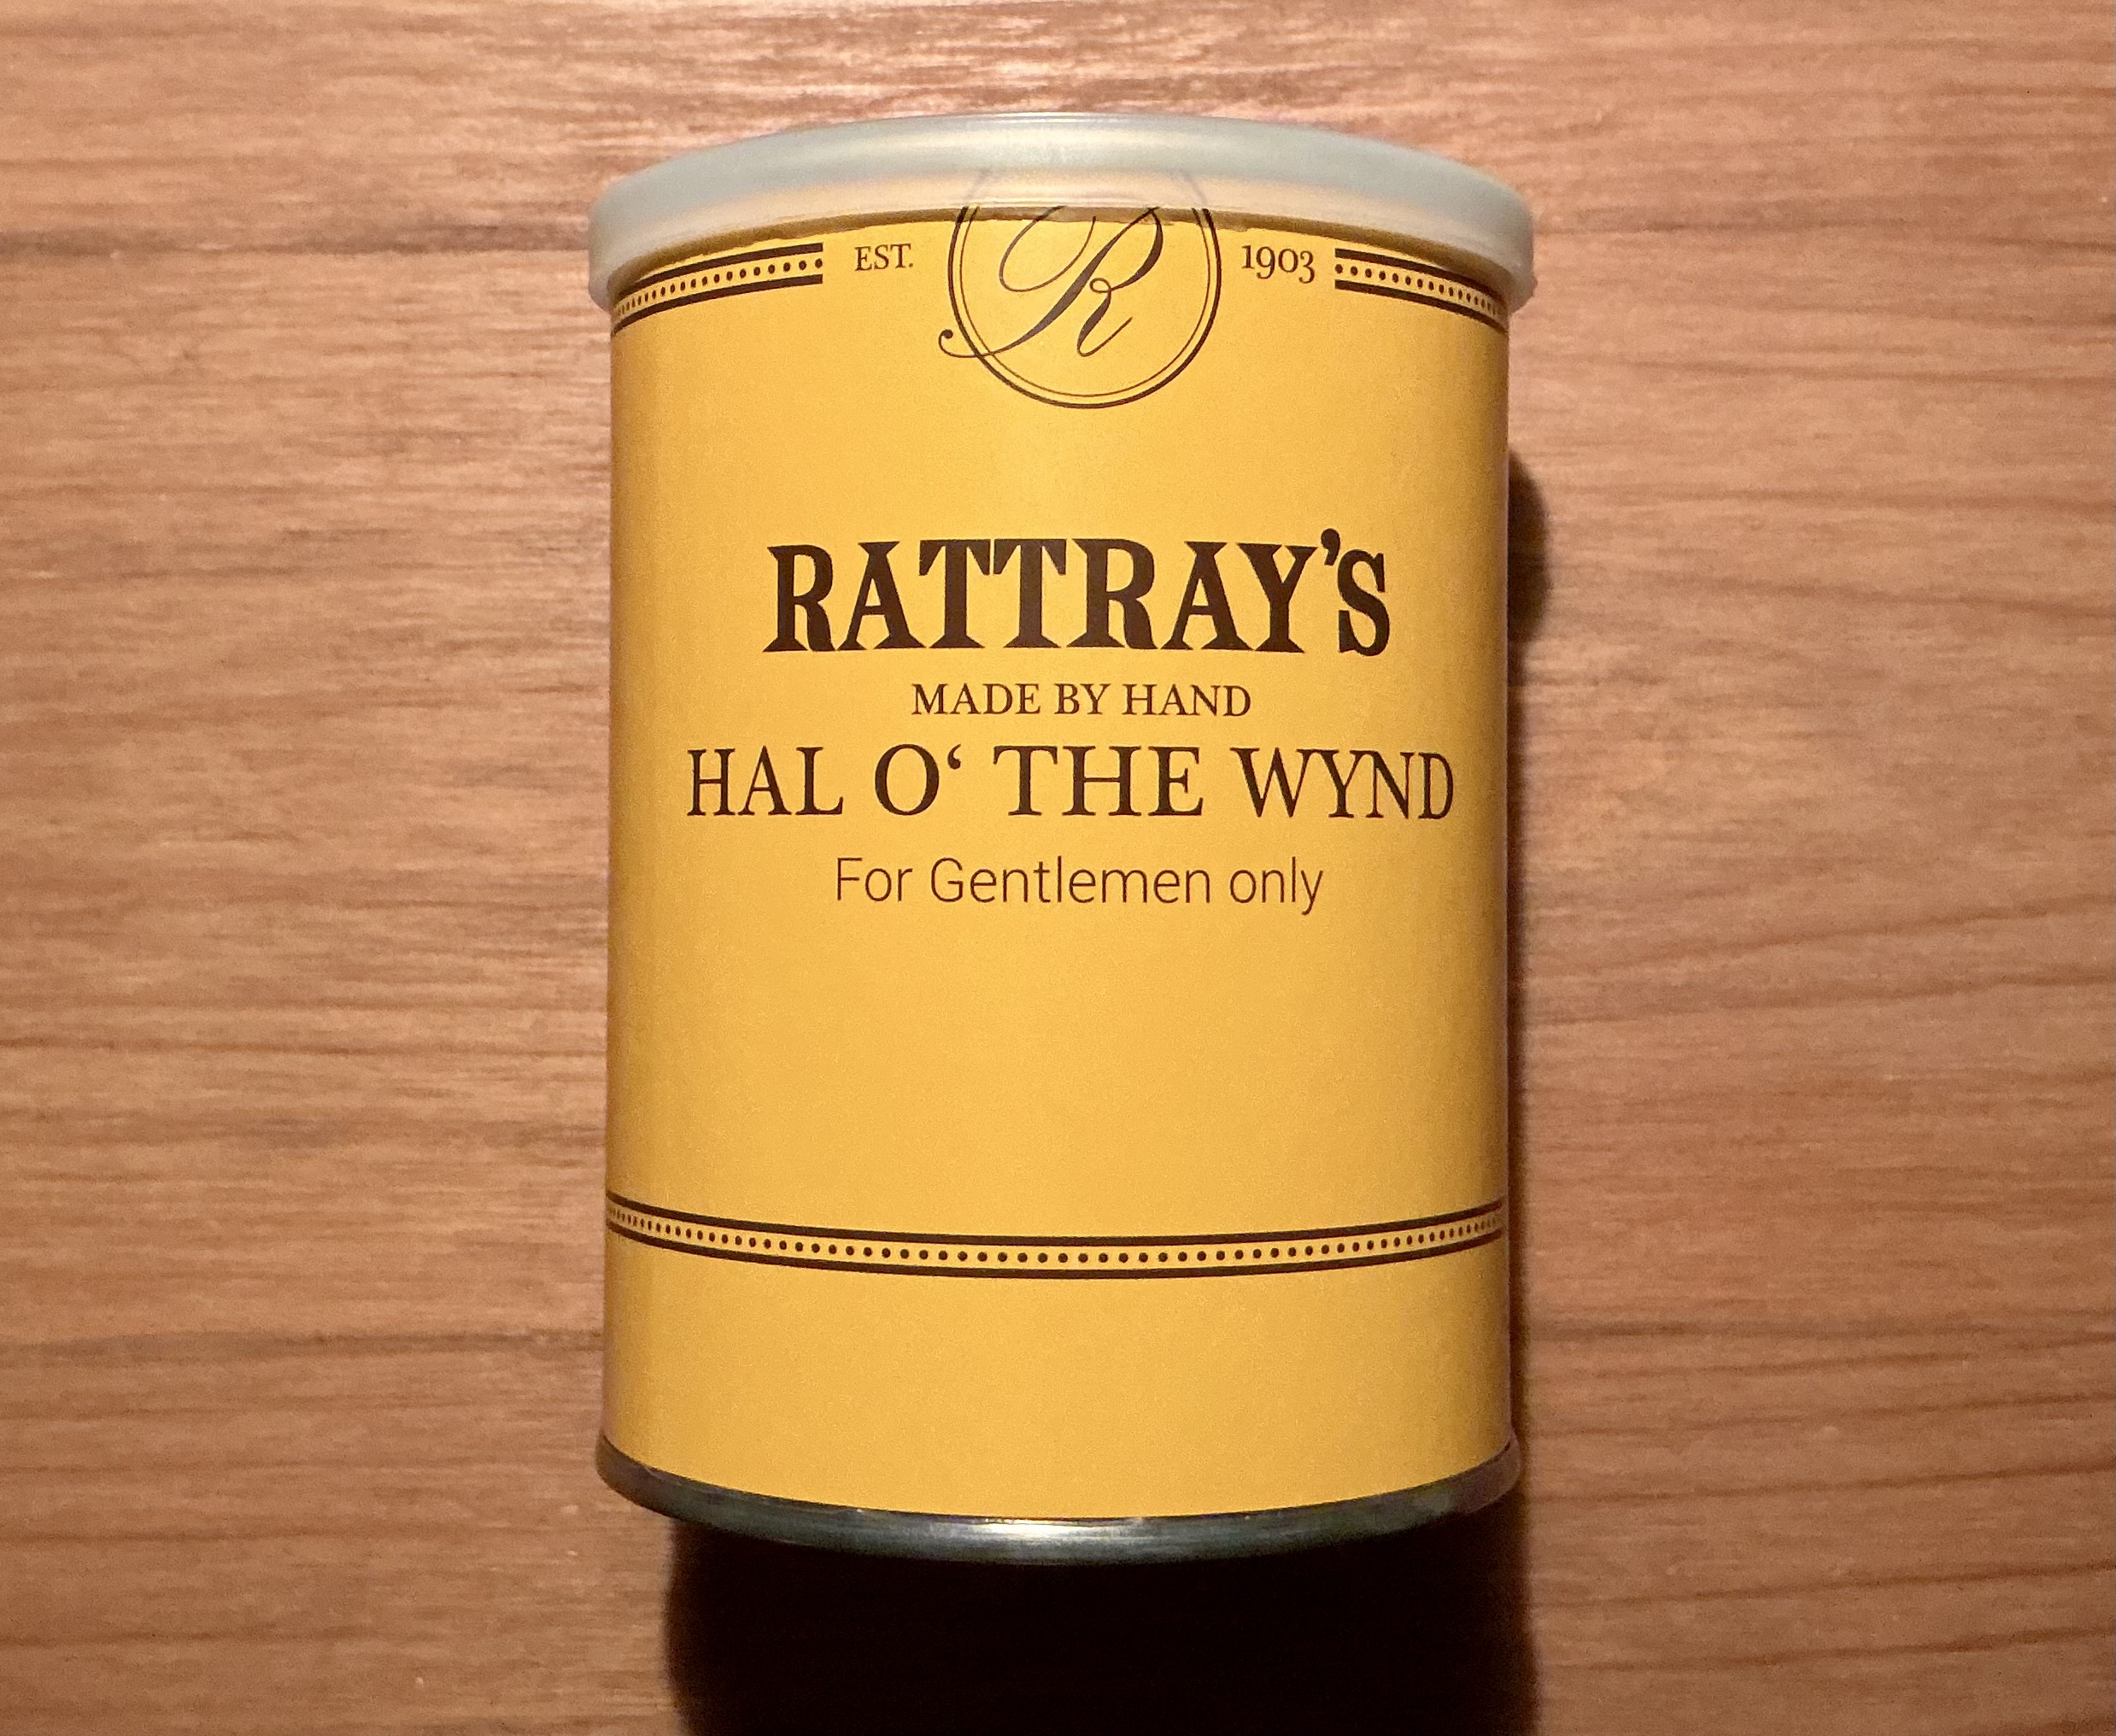 EST. R 1903
RATTRAY’S
MADE BY HAND
HAL O‘ THE WYND
For Gentlemen only